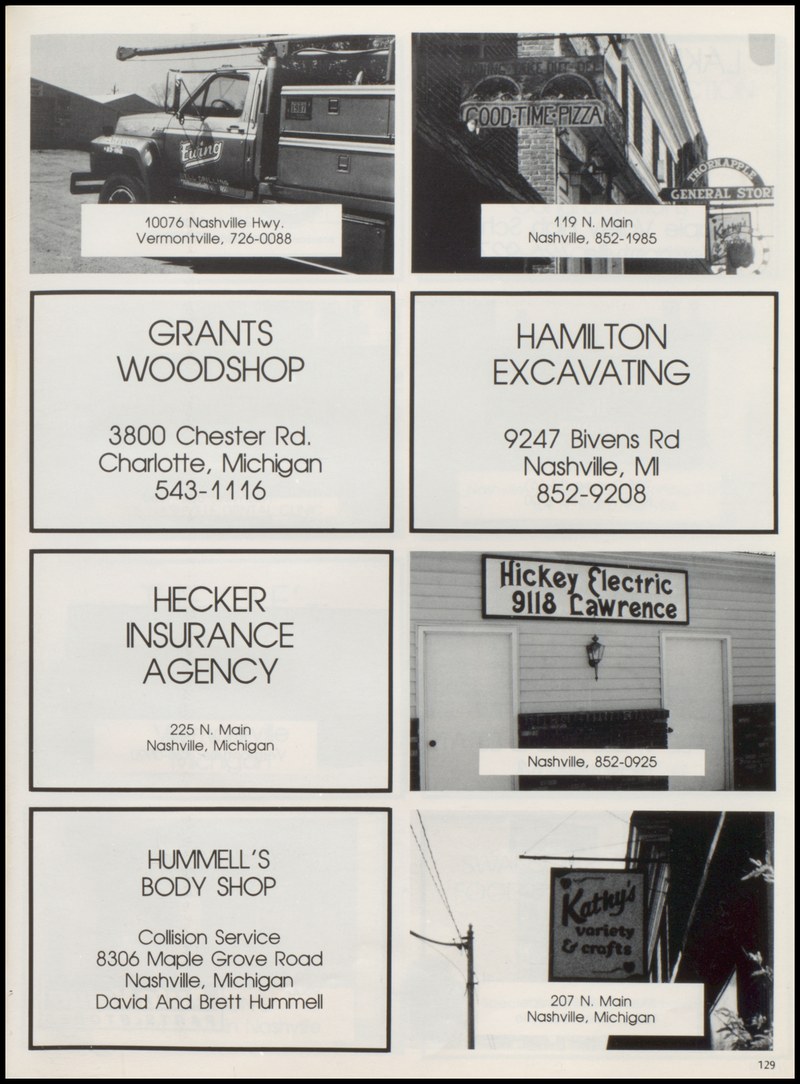 Ewing
10076 Nashville Hwy.
Vermontville, 726-0088
GOOD-TIME-PIZZA
THORNAPPLE
GENERAL STORE
Kathy's
119 N. Main
Nashville, 852-1985
GRANTS
WOODSHOP
3800 Chester Rd.
Charlotte, Michigan
543-1116
HAMILTON
EXCAVATING
9247 Bivens Rd
Nashville, MI
852-9208
HECKER
INSURANCE
AGENCY
225 N. Main
Nashville, Michigan
Hickey Electric
9118 Lawrence
Nashville, 852-0925
HUMMELL'S
BODY SHOP
Collision Service
8306 Maple Grove Road
Nashville, Michigan
David And Brett Hummell
Kathy's
variety
& crafts
207 N. Main
Nashville, Michigan
129